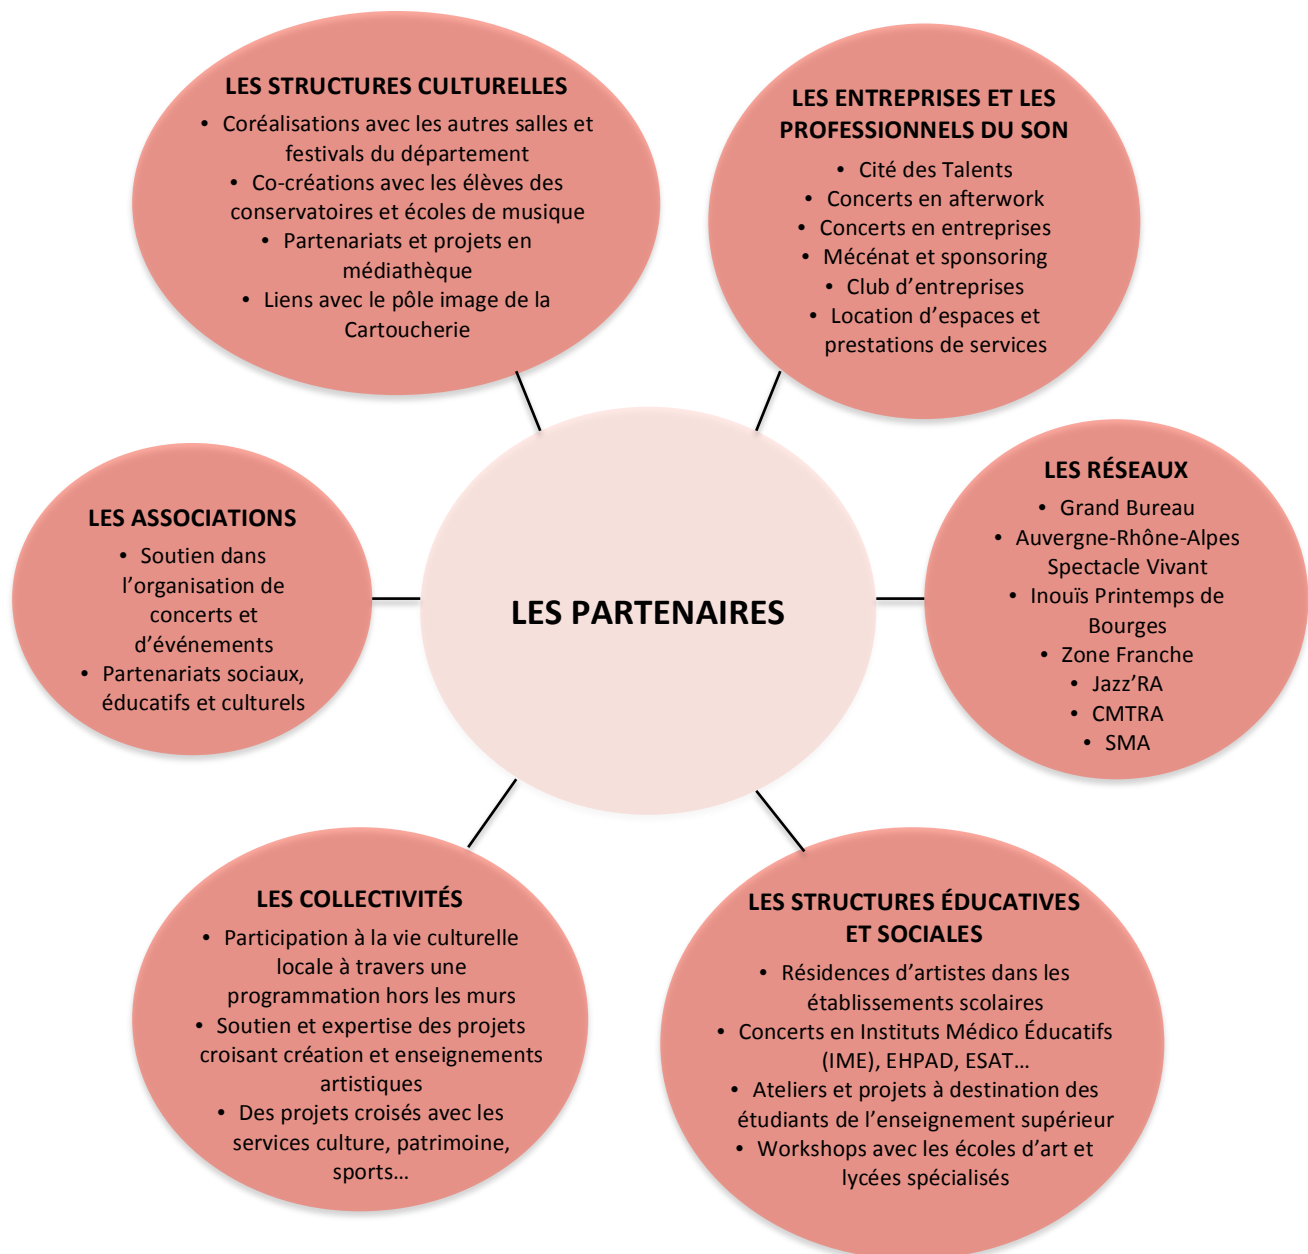 LES STRUCTURES CULTURELLES
• Coréalisations avec les autres salles et
festivals du département
• Co-créations avec les élèves des
conservatoires et écoles de musique
• Partenariats et projets en
médiathèque
• Liens avec le pôle image de la
Cartoucherie
LES ENTREPRISES ET LES
PROFESSIONNELS DU SON
• Cité des Talents
• Concerts en afterwork
• Concerts en entreprises
• Mécénat et sponsoring
• Club d’entreprises
• Location d’espaces et
prestations de services
LES ASSOCIATIONS
• Soutien dans
l’organisation de
concerts et
d’événements
• Partenariats sociaux,
éducatifs et culturels
LES PARTENAIRES
LES RÉSEAUX
• Grand Bureau
• Auvergne-Rhône-Alpes
Spectacle Vivant
• Inouïs Printemps de
Bourges
• Zone Franche
• Jazz’RA
• CMTRA
• SMA
LES COLLECTIVITÉS
• Participation à la vie culturelle
locale à travers une
programmation hors les murs
• Soutien et expertise des projets
croisant création et enseignements
artistiques
• Des projets croisés avec les
services culture, patrimoine,
sports…
LES STRUCTURES ÉDUCATIVES
ET SOCIALES
• Résidences d’artistes dans les
établissements scolaires
• Concerts en Instituts Médico Éducatifs
(IME), EHPAD, ESAT…
• Ateliers et projets à destination des
étudiants de l’enseignement supérieur
• Workshops avec les écoles d’art et
lycées spécialisés